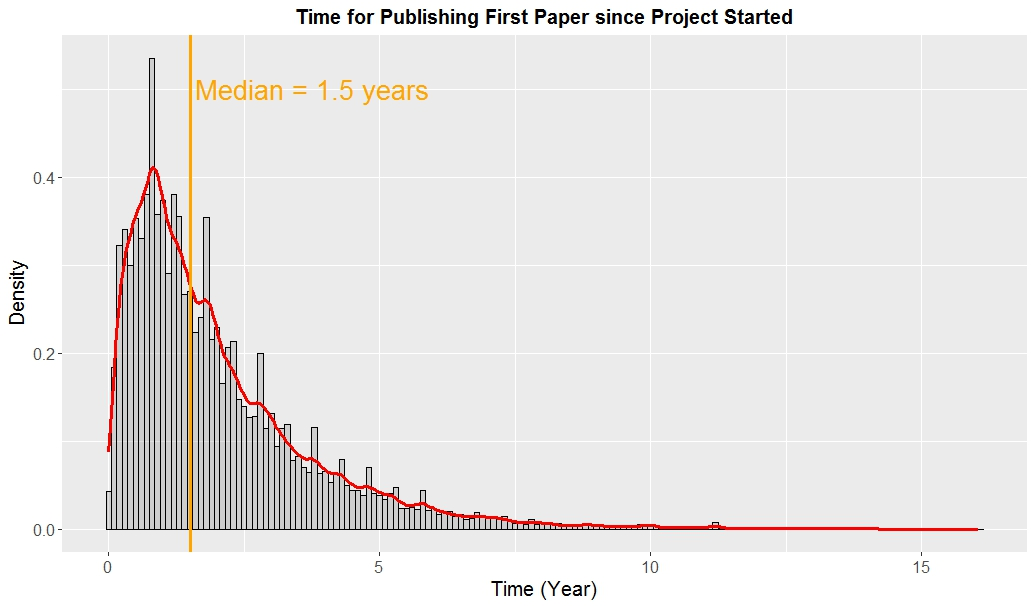 Time for Publishing First Paper since Project Started
Median = 1.5 years
Density
0.4
0.2
0.0
0 5 10 15
Time (Year)